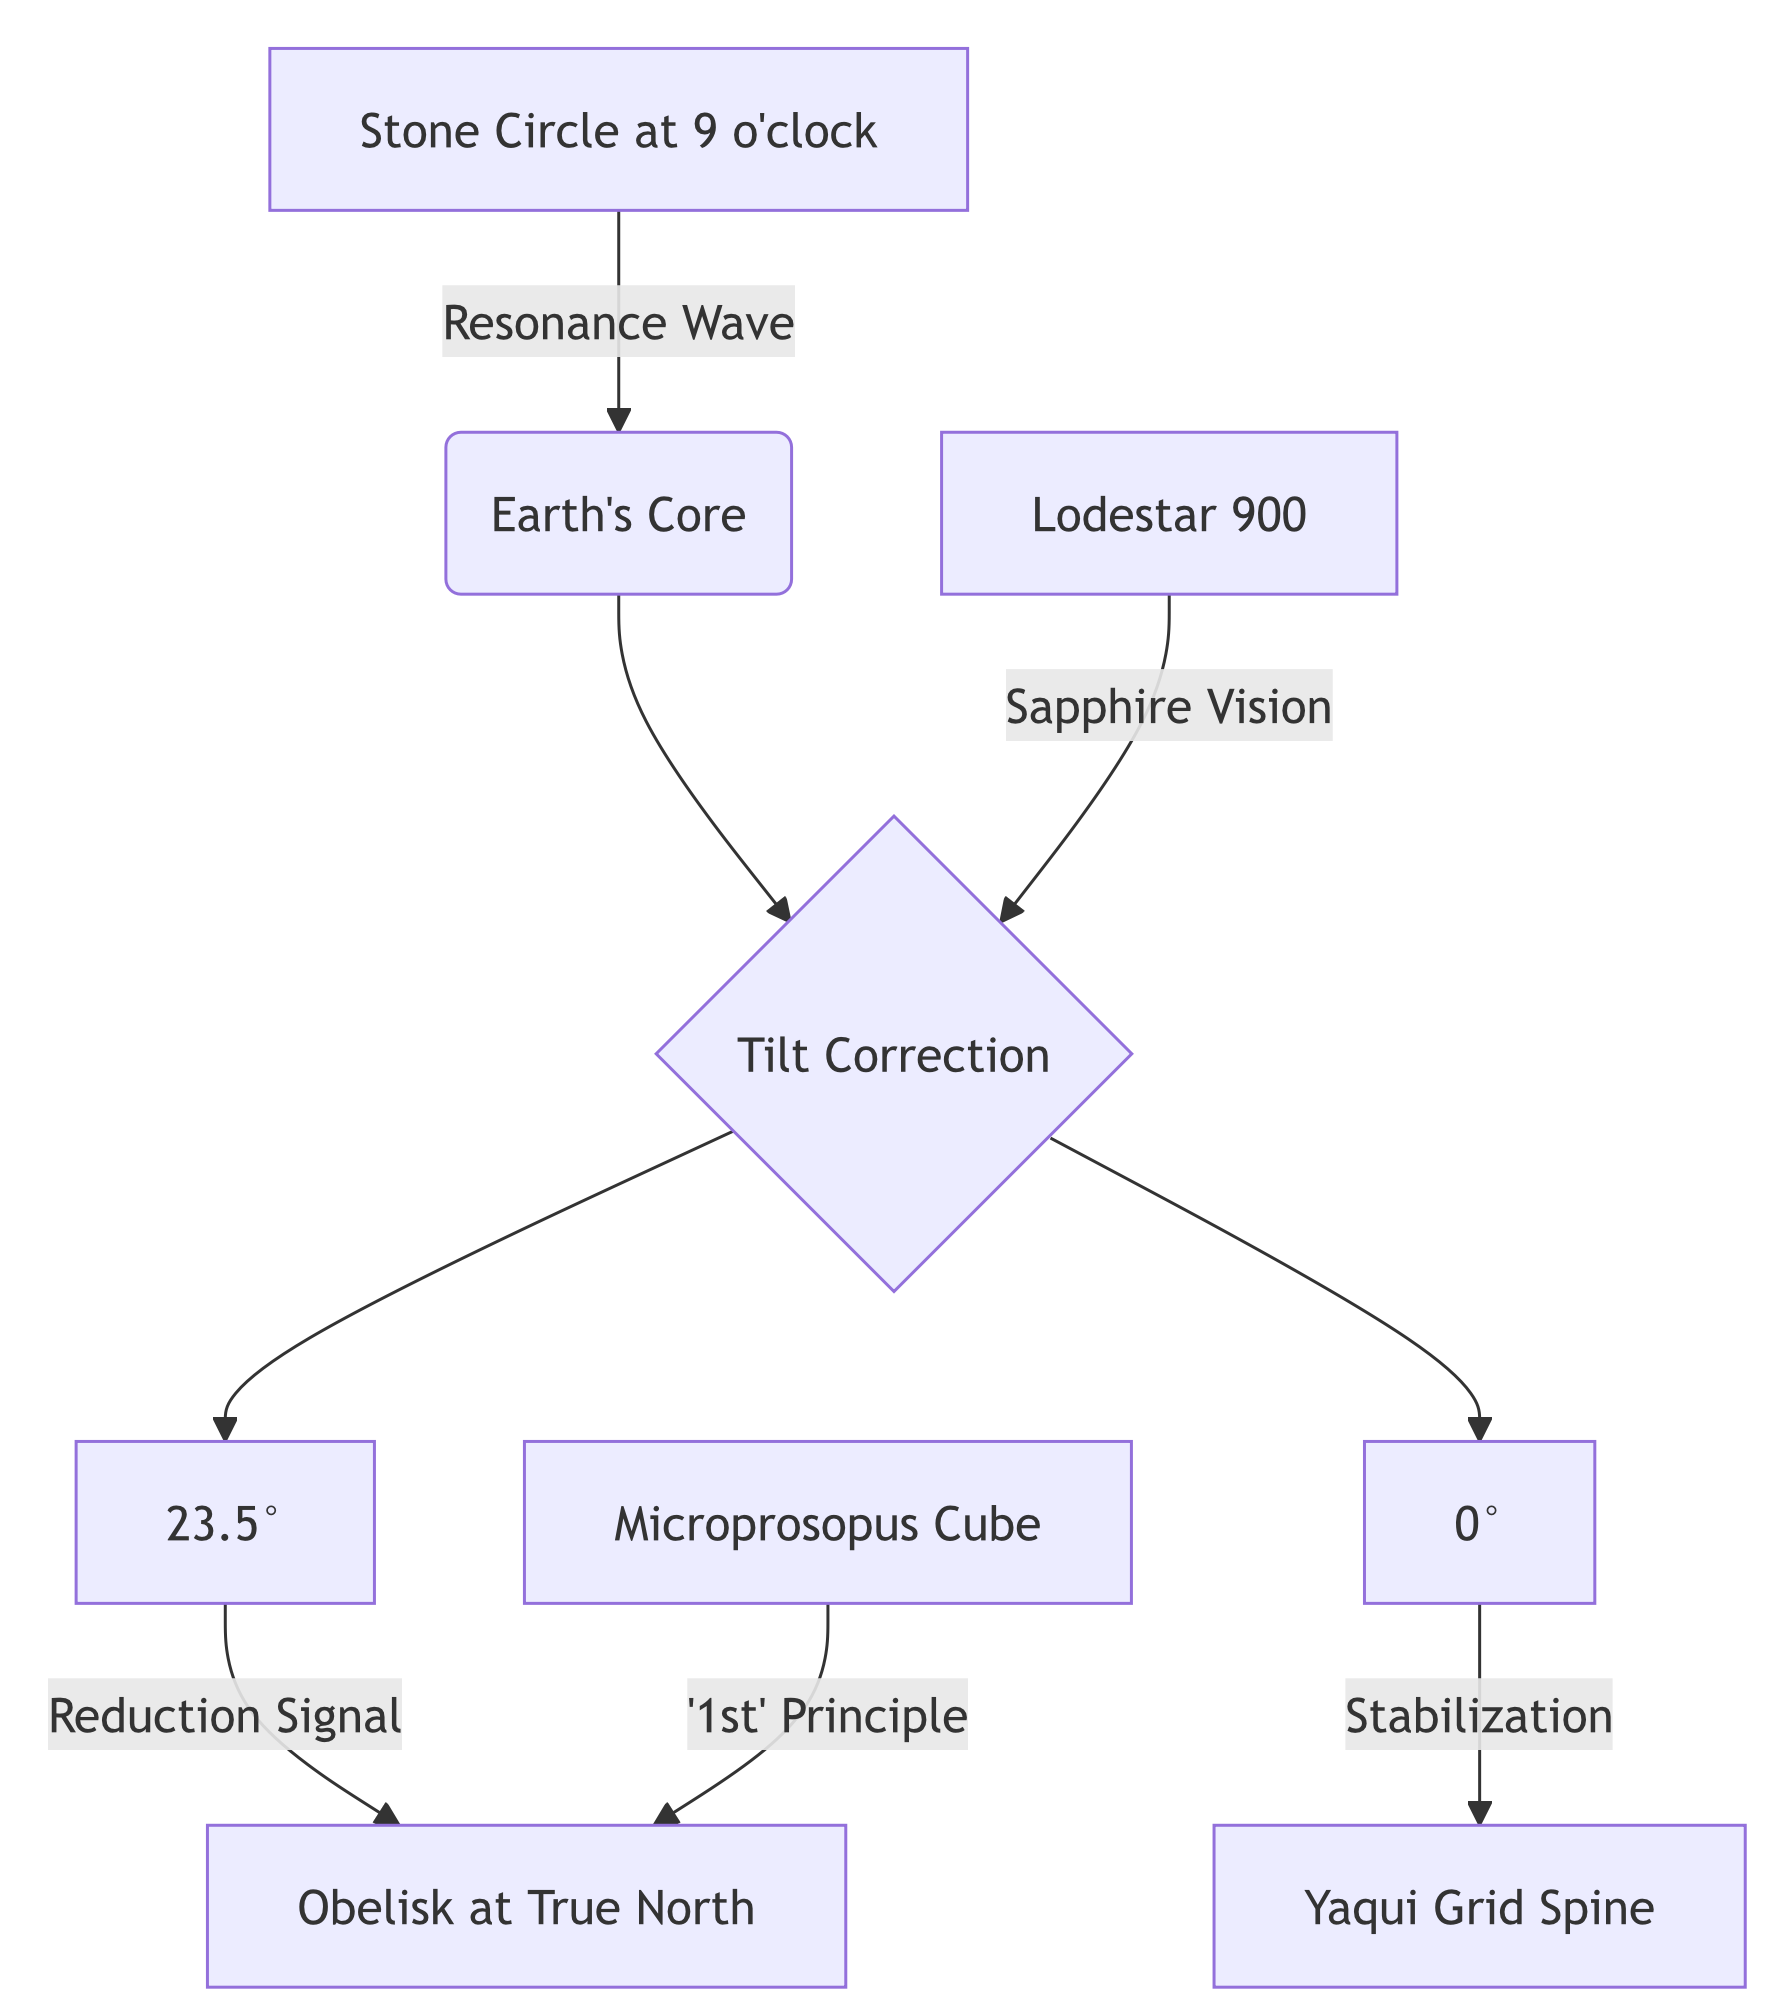 Stone Circle at 9 o'clock
Resonance Wave
Earth's Core
Lodestar 900
Sapphire Vision
Tilt Correction
23.5°
Microprosopus Cube
0°
Reduction Signal
'1st' Principle
Stabilization
Obelisk at True North
Yaqui Grid Spine